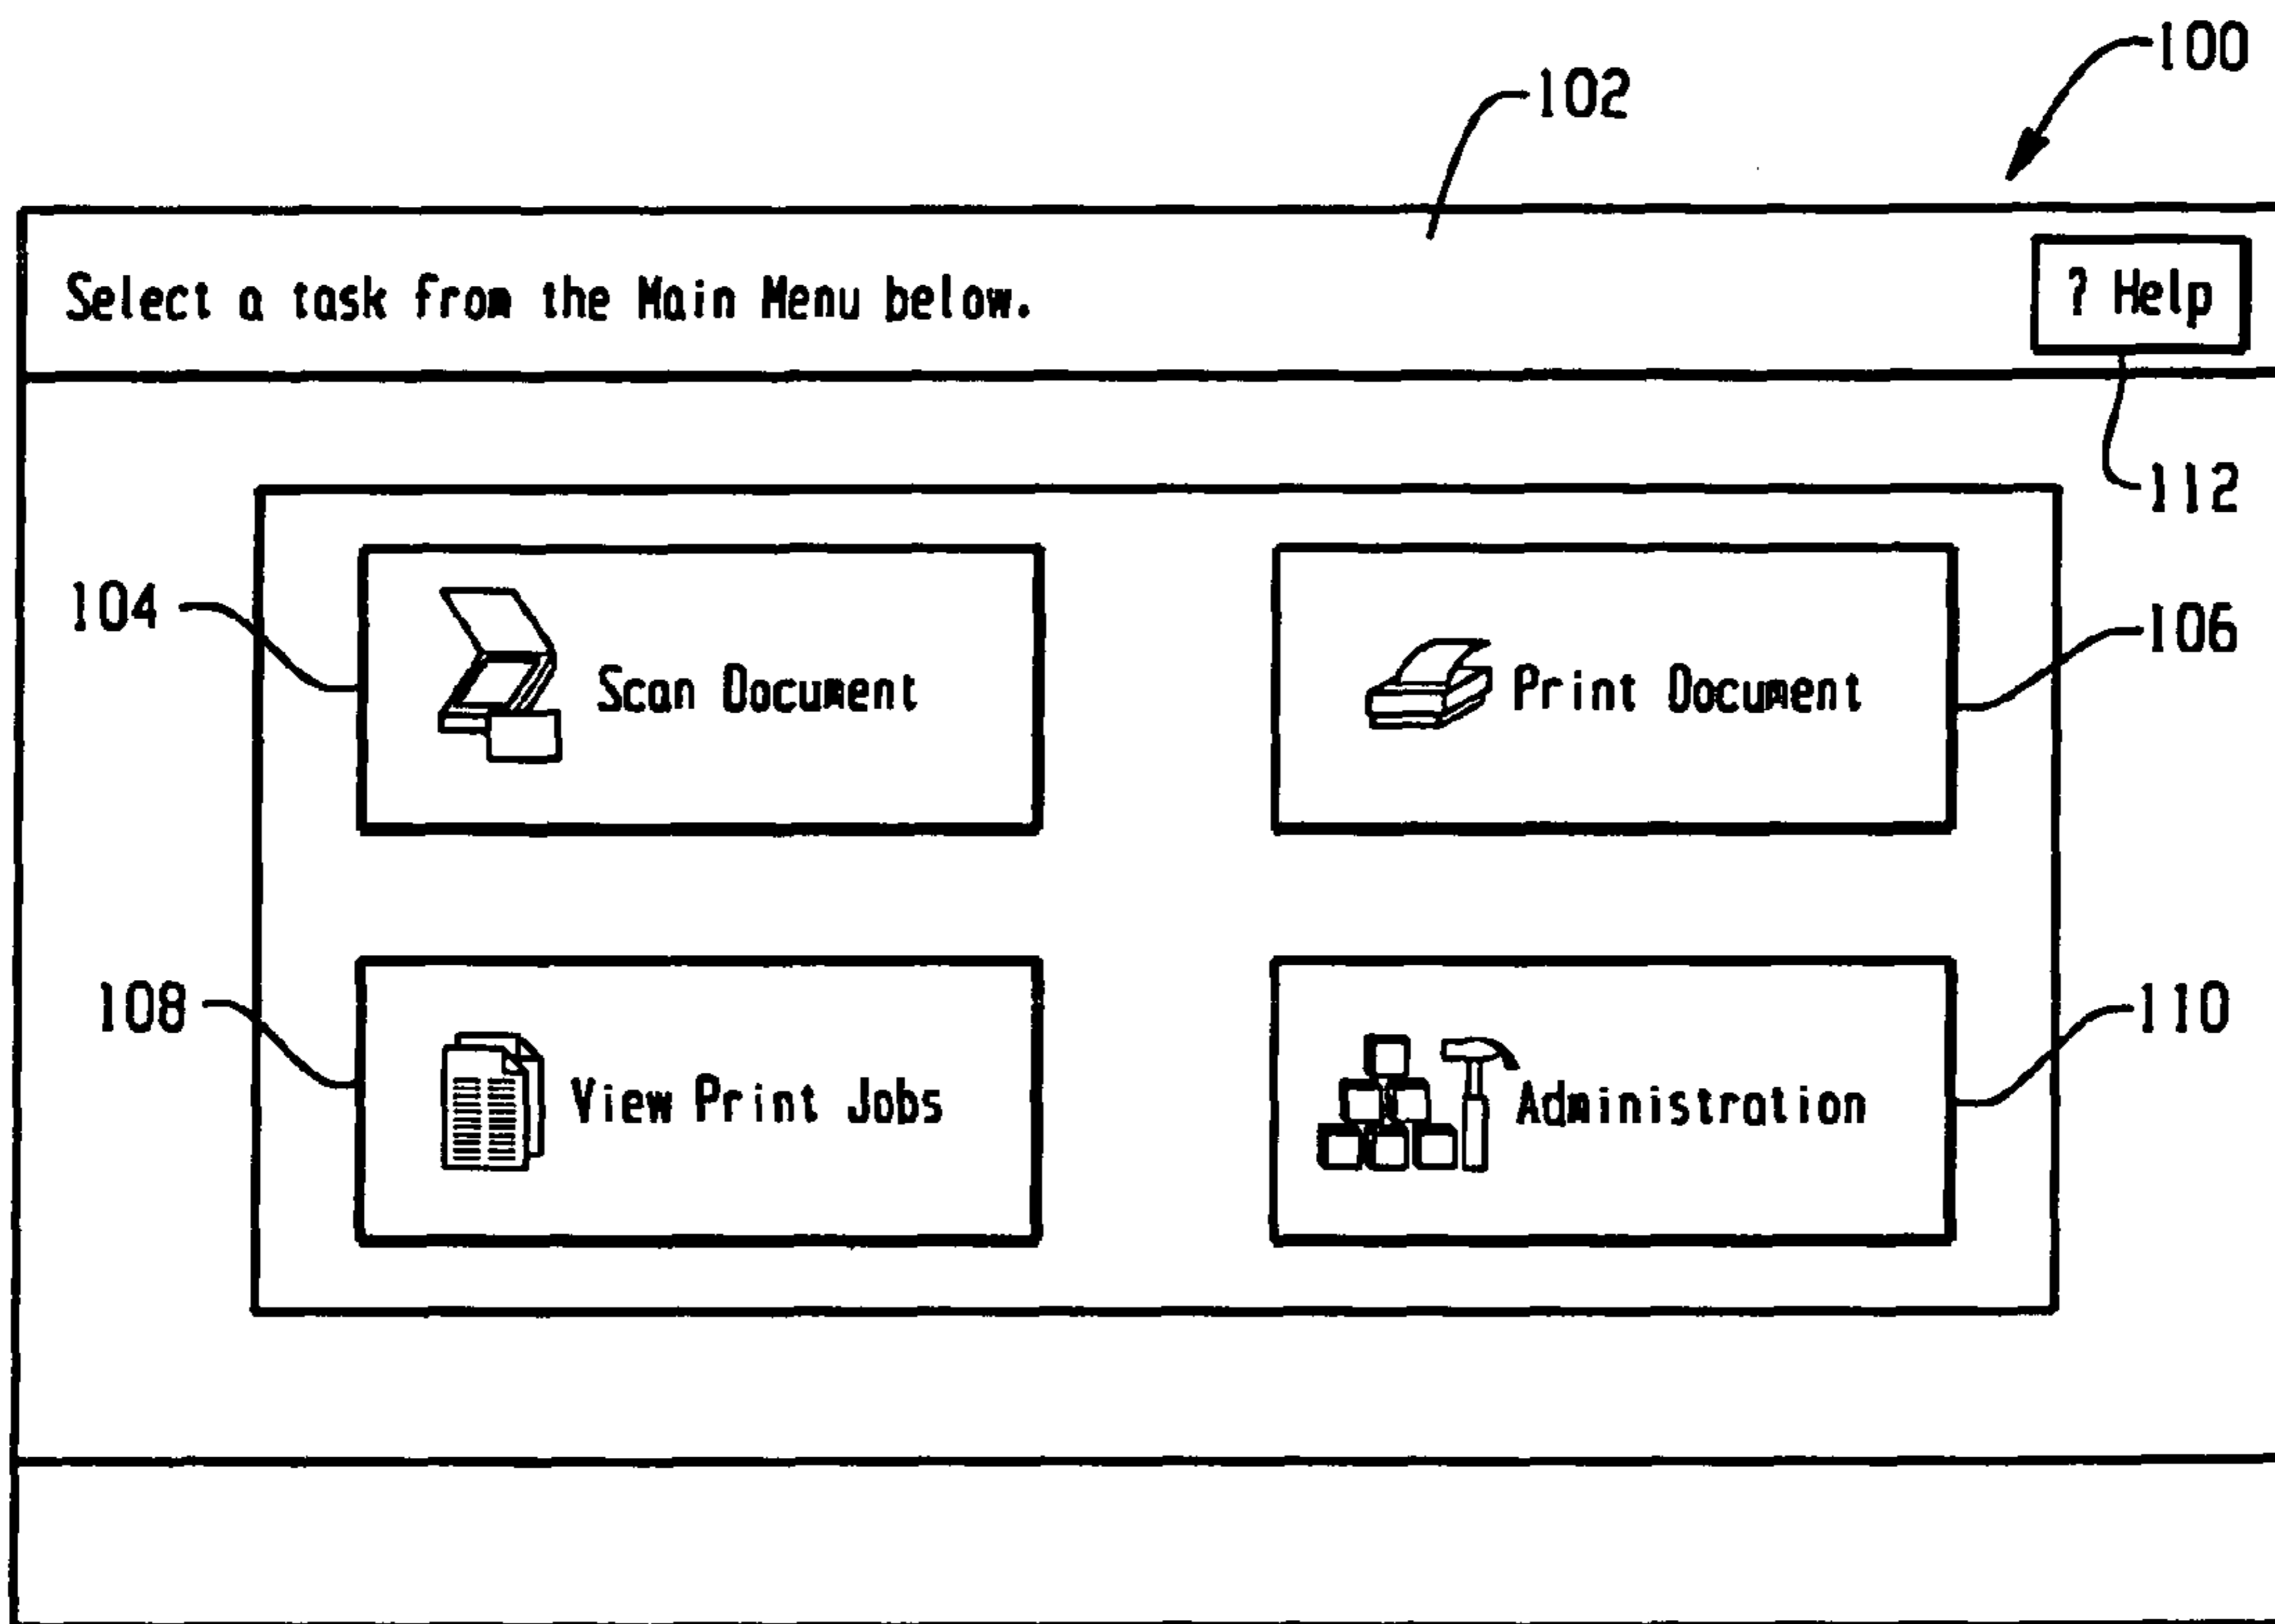 100
102
Select a task from the Main Menu below.
? Help
112
104
Scan Document
Print Document
106
108
View Print Jobs
Administration
110